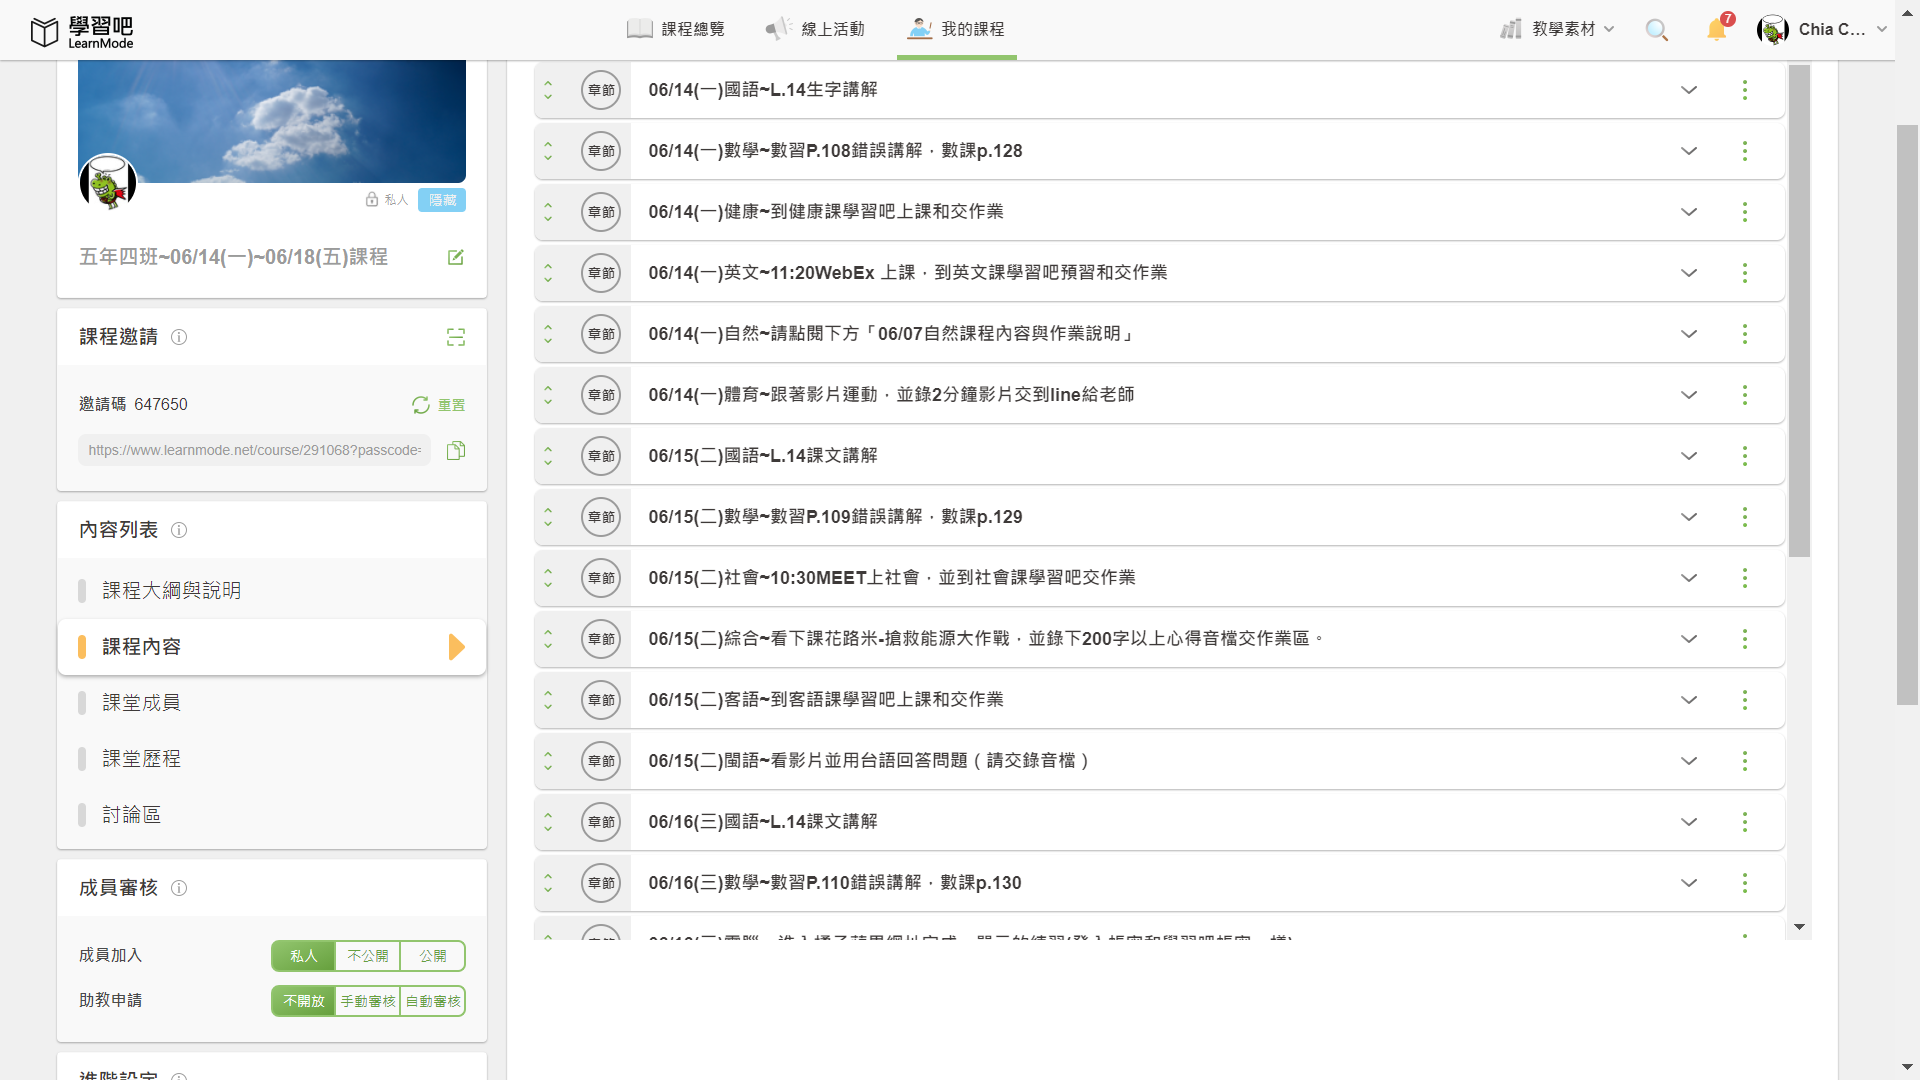 學習吧
LearnMode
課程總覽
線上活動
我的課程
教學素材
7
Chia C...
私人
隱藏
五年四班~06/14(一)~06/18(五)課程
課程邀請
邀請碼 647650
重置
https://www.learnmode.net/course/291068?passcode=
內容列表
課程大綱與說明
課程內容
課堂成員
課堂歷程
討論區
成員審核
成員加入
私人
不公開
公開
助教申請
不開放
手動審核
自動審核
進階設定
章節
06/14(一)國語~L.14生字講解
章節
06/14(一)數學~數習P.108錯誤講解，數課p.128
章節
06/14(一)健康~到健康課學習吧上課和交作業
章節
06/14(一)英文~11:20WebEx 上課，到英文課學習吧預習和交作業
章節
06/14(一)自然~請點閱下方「06/07自然課程內容與作業說明」
章節
06/14(一)體育~跟著影片運動，並錄2分鐘影片交到line給老師
章節
06/15(二)國語~L.14課文講解
章節
06/15(二)數學~數習P.109錯誤講解，數課p.129
章節
06/15(二)社會~10:30MEET上社會，並到社會課學習吧交作業
章節
06/15(二)綜合~看下課花路米-搶救能源大作戰，並錄下200字以上心得音檔交作業區。
章節
06/15(二)客語~到客語課學習吧上課和交作業
章節
06/15(二)閩語~看影片並用台語回答問題（請交錄音檔）
章節
06/16(三)國語~L.14課文講解
章節
06/16(三)數學~數習P.110錯誤講解，數課p.130